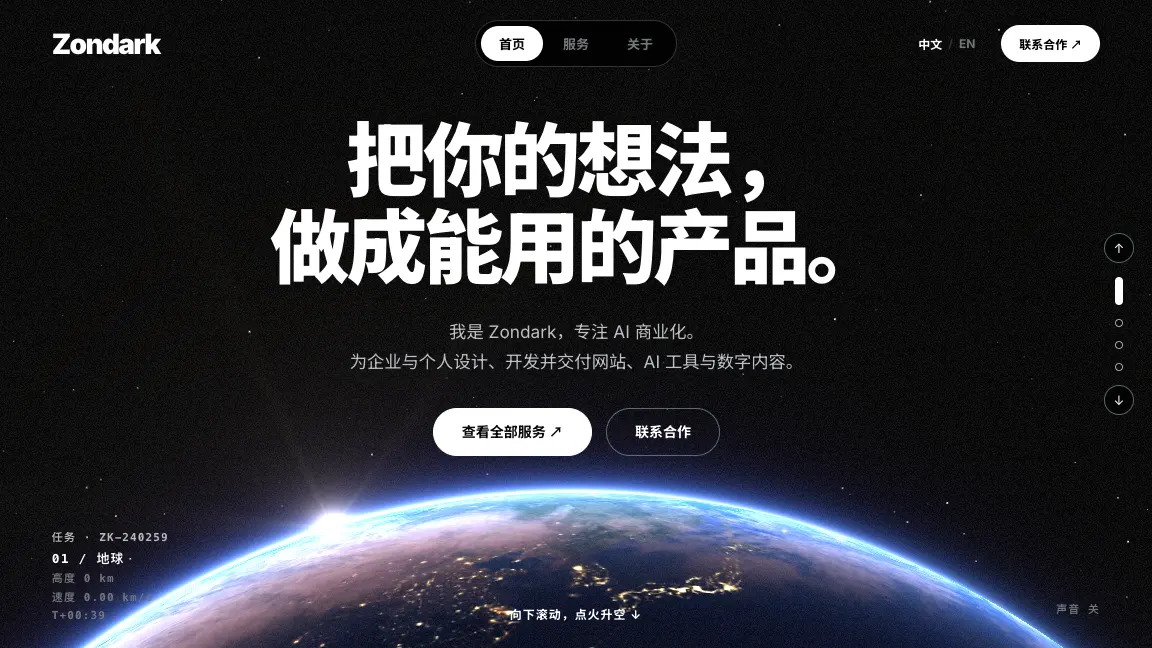 Zondark
首页 服务 关于
中文 / EN
联系合作 ↗
把你的想法，
做成能用的产品。
我是 Zondark，专注 AI 商业化。
为企业与个人设计、开发并交付网站、AI 工具与数字内容。
查看全部服务 ↗
联系合作
↑
↓
任务 · ZK—240259
01 / 地球·
高度 0 km
速度 0.00 km/s
T+00:39
向下滚动，点火升空 ↓
声音 关